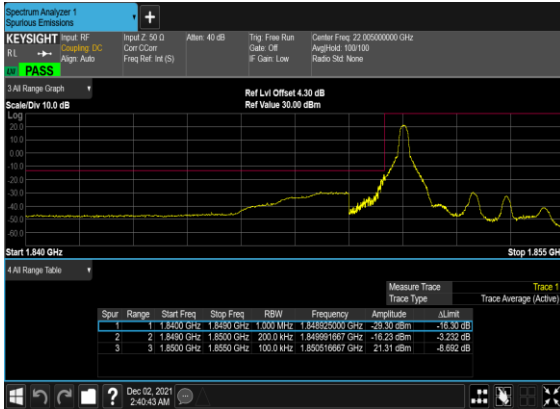 Spectrum Analyzer 1
Spurious Emissions
+
KEYSIGHT Input: RF Input Z: 50 Ω Atten: 40 dB Trig: Free Run Center Freq: 22.005000000 GHz
RL Coupling: DC Corr CCorr Gate: Off Avg|Hold: 100/100
Align: Auto Freq Ref: Int (S) IF Gain: Low Radio Std: None
PASS
3 All Range Graph Ref Lvl Offset 4.30 dB
Scale/Div 10.0 dB Ref Value 30.00 dBm
Log
20.0
10.0
0.00
-10.0
-20.0
-30.0
-40.0
-50.0
-60.0
Start 1.840 GHz Stop 1.855 GH
4 All Range Table
Measure Trace Trace 1
Trace Type Trace Average (Active)
Spur Range Start Freq Stop Freq RBW Frequency Amplitude ΔLimit
1 1 1.8400 GHz 1.8490 GHz 1.000 MHz 1.848925000 GHz -29.30 dBm -16.30 dB
2 2 1.8490 GHz 1.8500 GHz 200.0 kHz 1.849991667 GHz -16.23 dBm -3.232 dB
3 3 1.8500 GHz 1.8550 GHz 100.0 kHz 1.850516667 GHz 21.31 dBm -8.692 dB
? Dec 02, 2021
2:40:43 AM